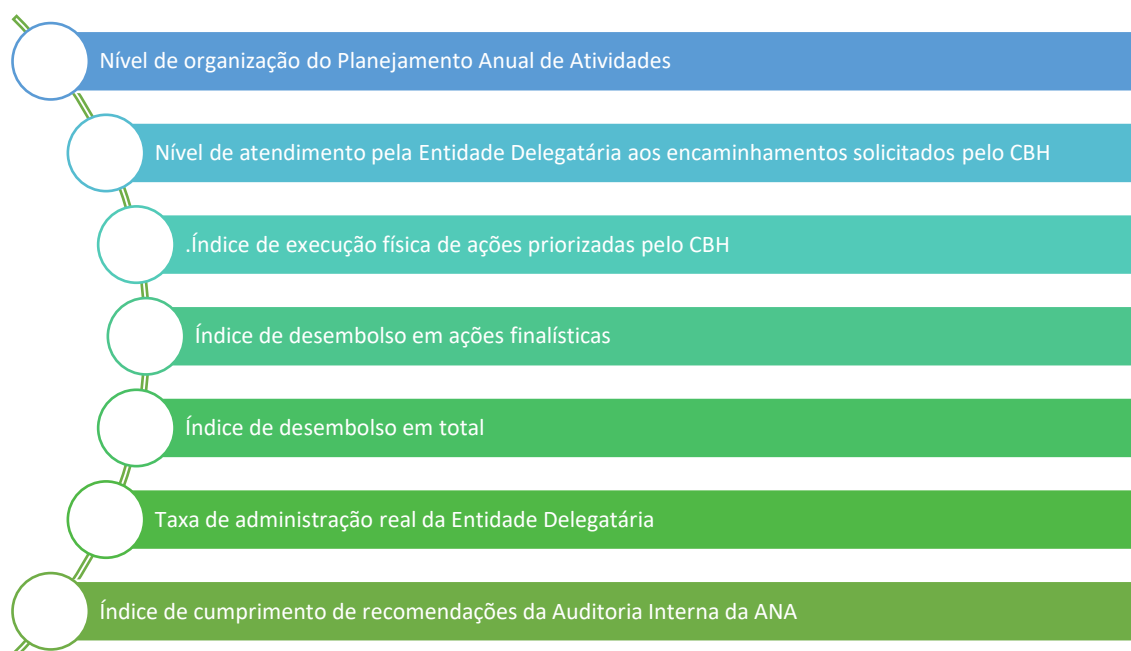 Nível de organização do Planejamento Anual de Atividades
Nível de atendimento pela Entidade Delegatária aos encaminhamentos solicitados pelo CBH
.Índice de execução física de ações priorizadas pelo CBH
Índice de desembolso em ações finalísticas
Índice de desembolso em total
Taxa de administração real da Entidade Delegatária
Índice de cumprimento de recomendações da Auditoria Interna da ANA